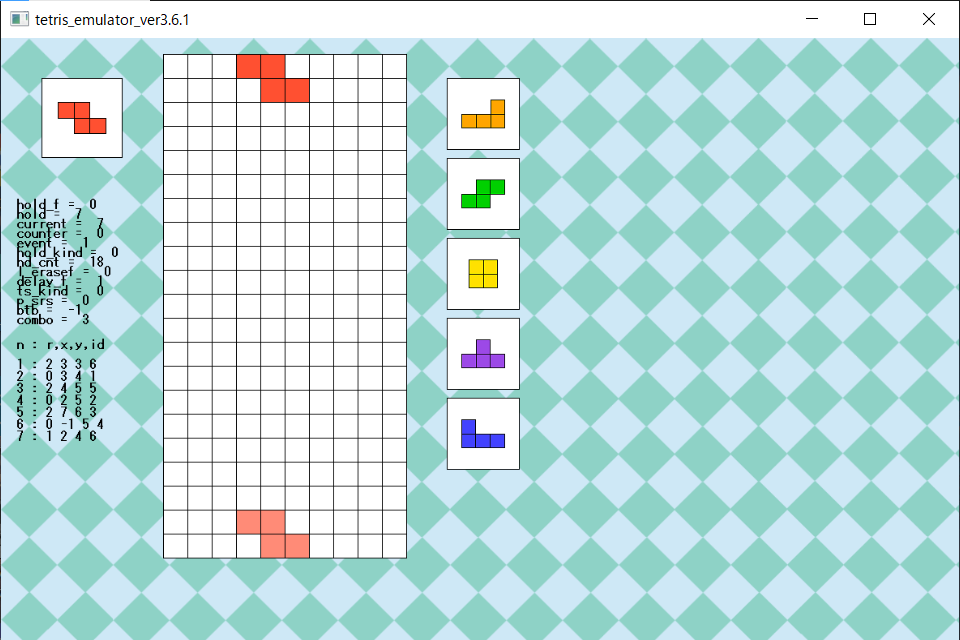 tetris_emulator_ver3.6.1
hold_f = 0
hold = 7
current = 7
counter = 0
event = 1
hold_kind = 0
hd_cnt = 18
l_erasef = 0
delay_f = 1
ts_kind = 0
p_srs = 0
btb = -1
combo = 3
n : r,x,y,id
1 : 2 3 3 6
2 : 0 3 4 1
3 : 2 4 5 5
4 : 0 2 5 2
5 : 2 7 6 3
6 : 0 -1 5 4
7 : 1 2 4 6